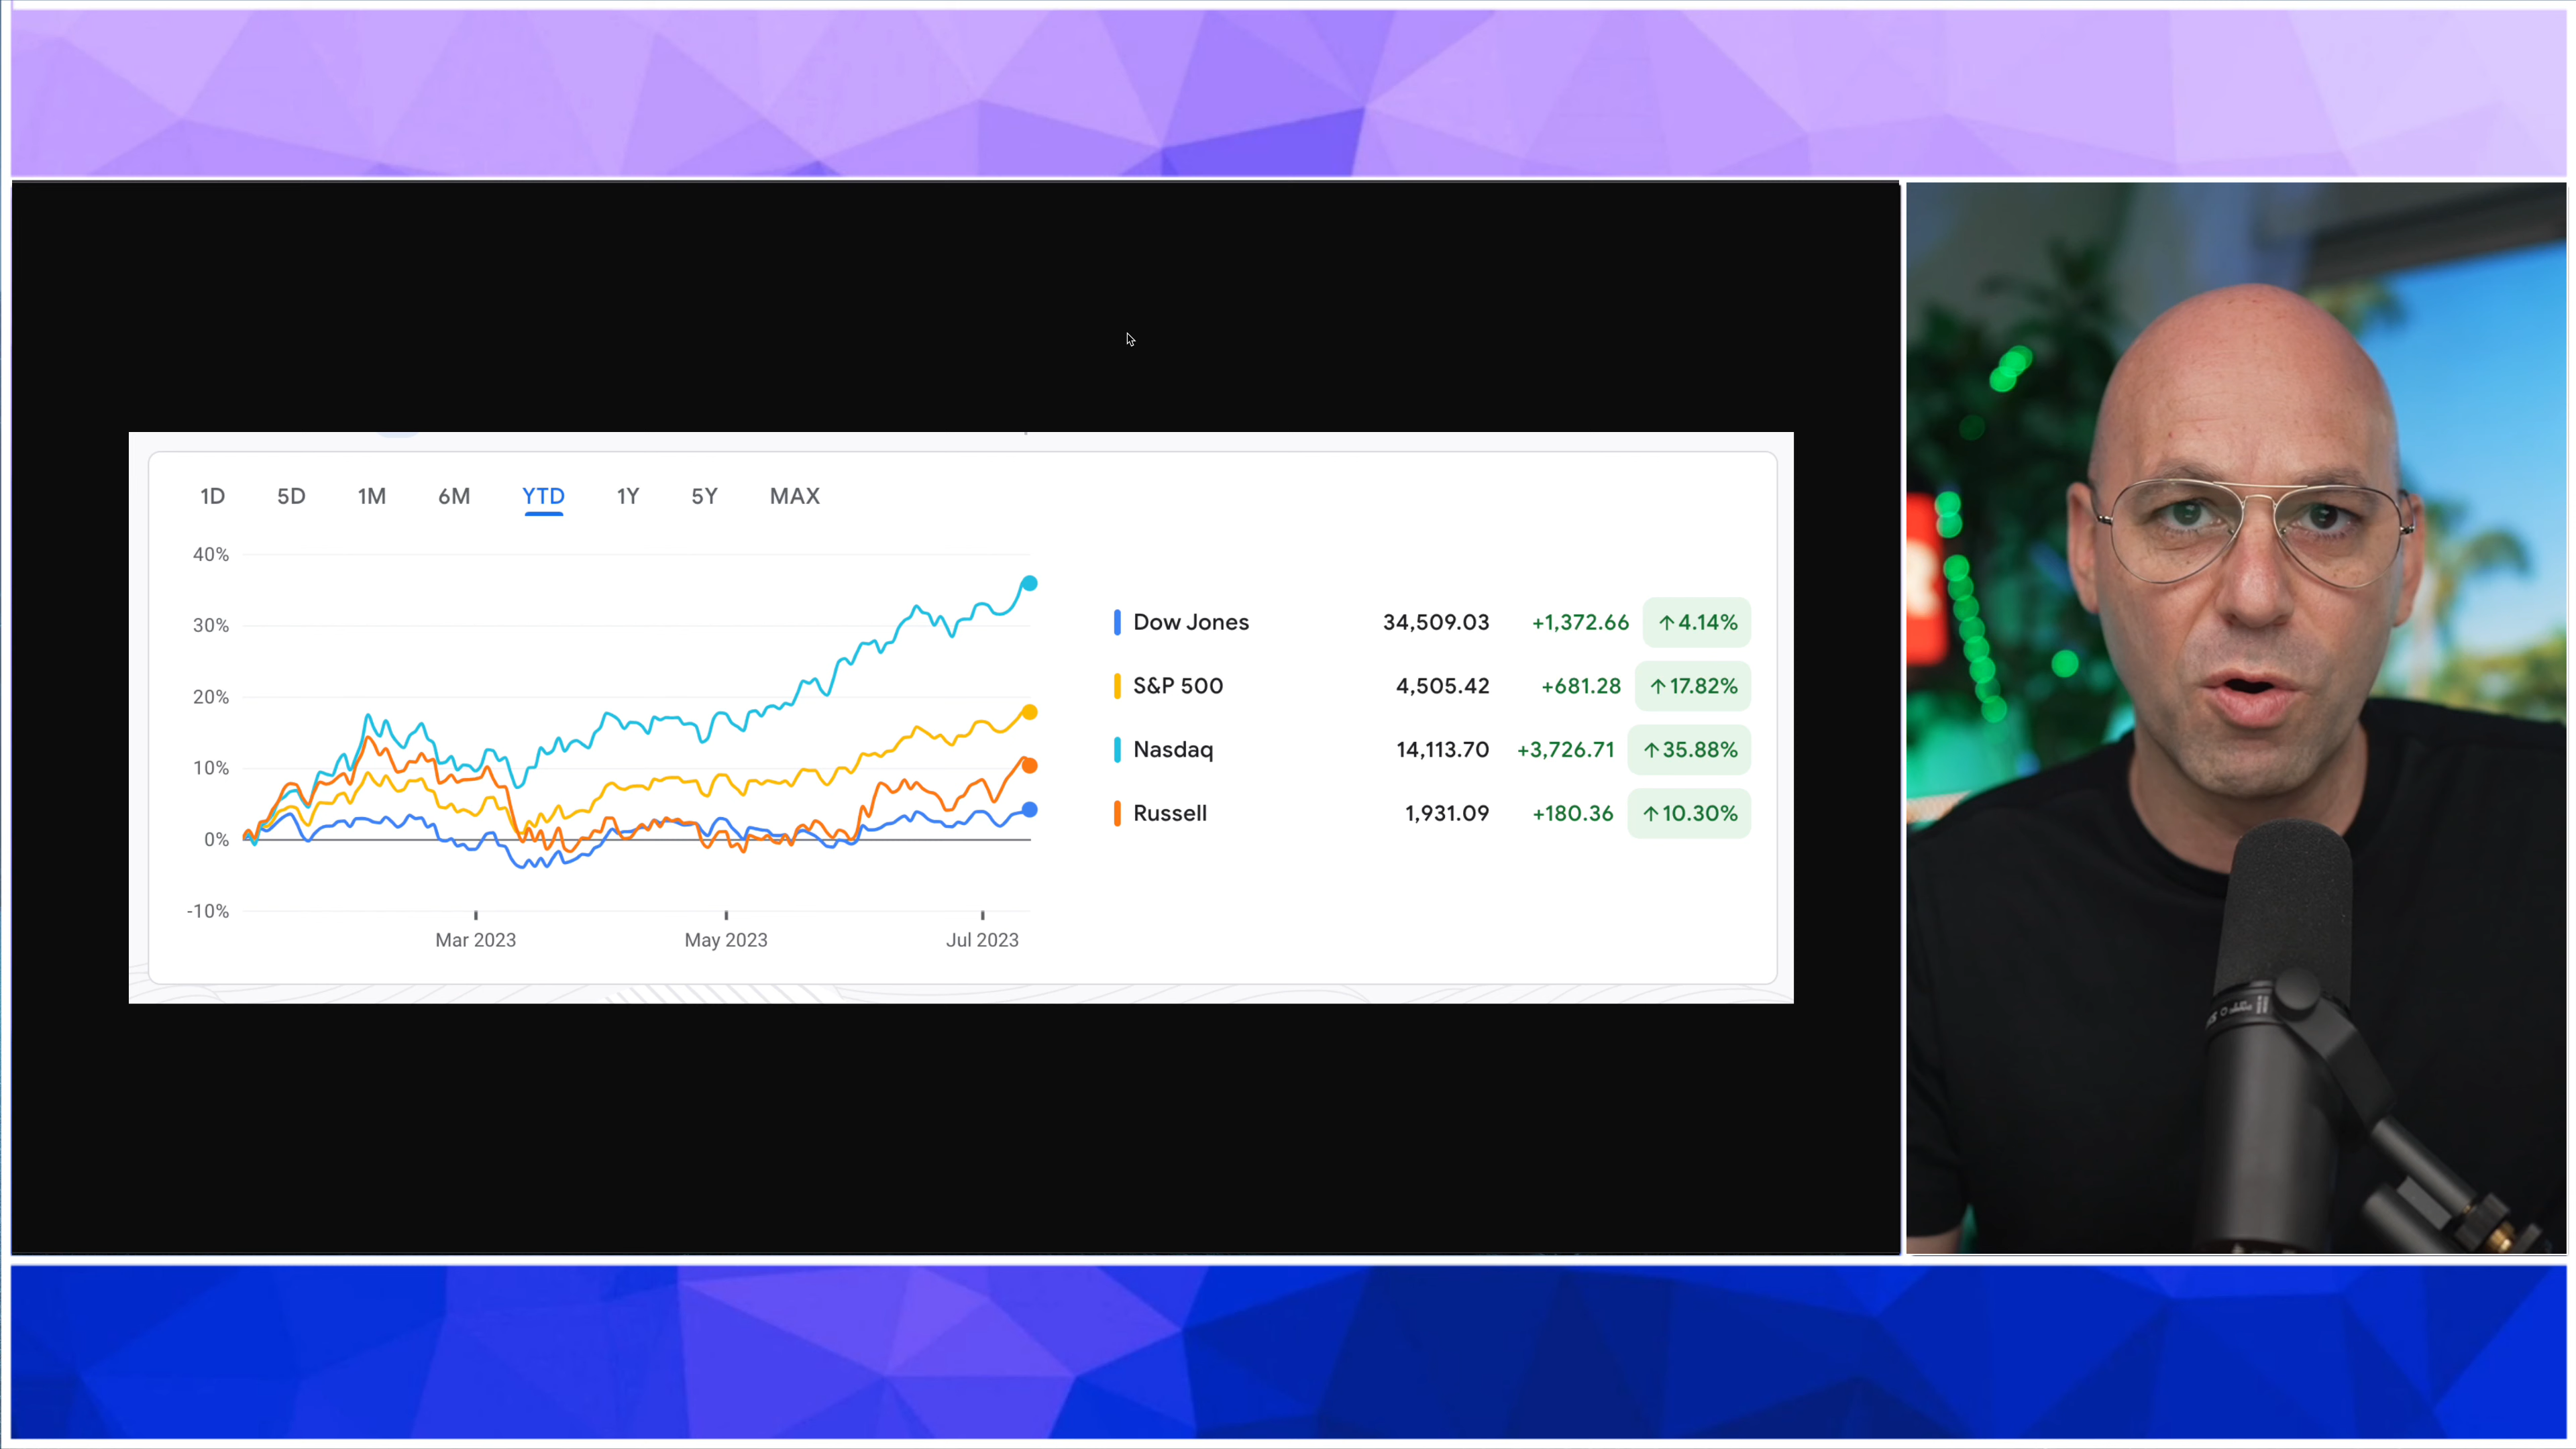 1D 5D 1M 6M YTD 1Y 5Y MAX
40%
30%
20%
10%
0%
-10%
Mar 2023 May 2023 Jul 2023
Dow Jones 34,509.03 +1,372.66 ↑4.14%
S&P 500 4,505.42 +681.28 ↑17.82%
Nasdaq 14,113.70 +3,726.71 ↑35.88%
Russell 1,931.09 +180.36 ↑10.30%